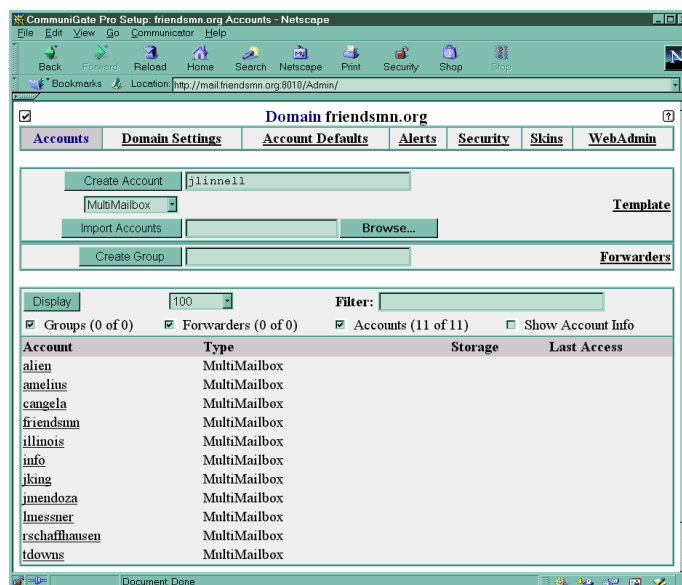 CommuniGate Pro Setup: friendsmn.org Accounts - Netscape
File Edit View Go Communicator Help
Back Forward Reload Home Search Netscape Print Security Shop Stop
Bookmarks Location: http://mail.friendsmn.org:8010/Admin/
Domain friendsmn.org
Accounts Domain Settings Account Defaults Alerts Security Skins WebAdmin
Create Account jlinnell
MultiMailbox Template
Import Accounts Browse...
Create Group Forwarders
Display 100 Filter:
Groups (0 of 0) Forwarders (0 of 0) Accounts (11 of 11) Show Account Info
Account Type Storage Last Access
alien MultiMailbox
amelius MultiMailbox
cangela MultiMailbox
friendsmn MultiMailbox
illinois MultiMailbox
info MultiMailbox
jking MultiMailbox
jmendoza MultiMailbox
lmessner MultiMailbox
rschaffhausen MultiMailbox
tdowns MultiMailbox
Document: Done